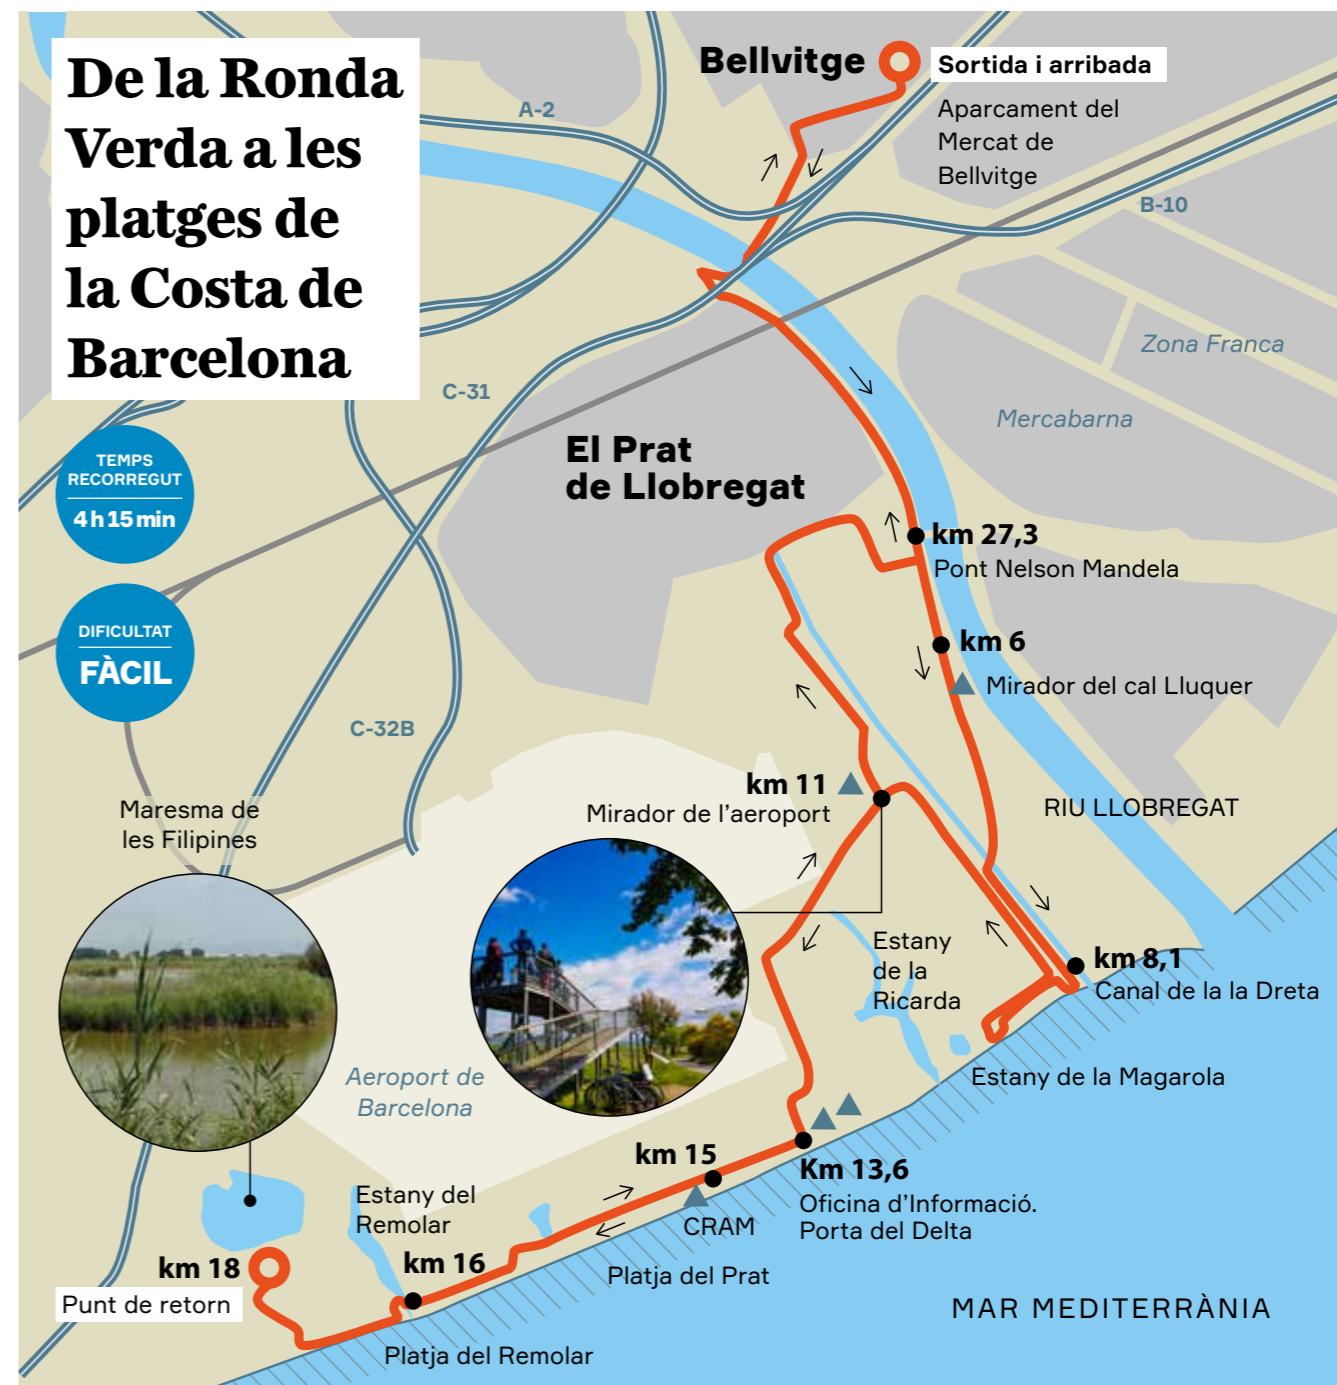 De la Ronda
Verda a les
platges de
la Costa de
Barcelona
Bellvitge
Sortida i arribada
Aparcament del
Mercat de
Bellvitge
A-2
B-10
Zona Franca
Mercabarna
C-31
El Prat
de Llobregat
TEMPS
RECORREGUT
4 h 15 min
DIFICULTAT
FÀCIL
km 27,3
Pont Nelson Mandela
km 6
Mirador del cal Lluquer
C-32B
km 11
Mirador de l'aeroport
RIU LLOBREGAT
Maresma de
les Filipines
Estany
de la
Ricarda
km 8,1
Canal de la la Dreta
Estany de la Magarola
Aeroport de
Barcelona
km 15
CRAM
Km 13,6
Oficina d'Informació.
Porta del Delta
Estany del
Remolar
km 16
km 18
Punt de retorn
Platja del Prat
Platja del Remolar
MAR MEDITERRÀNIA